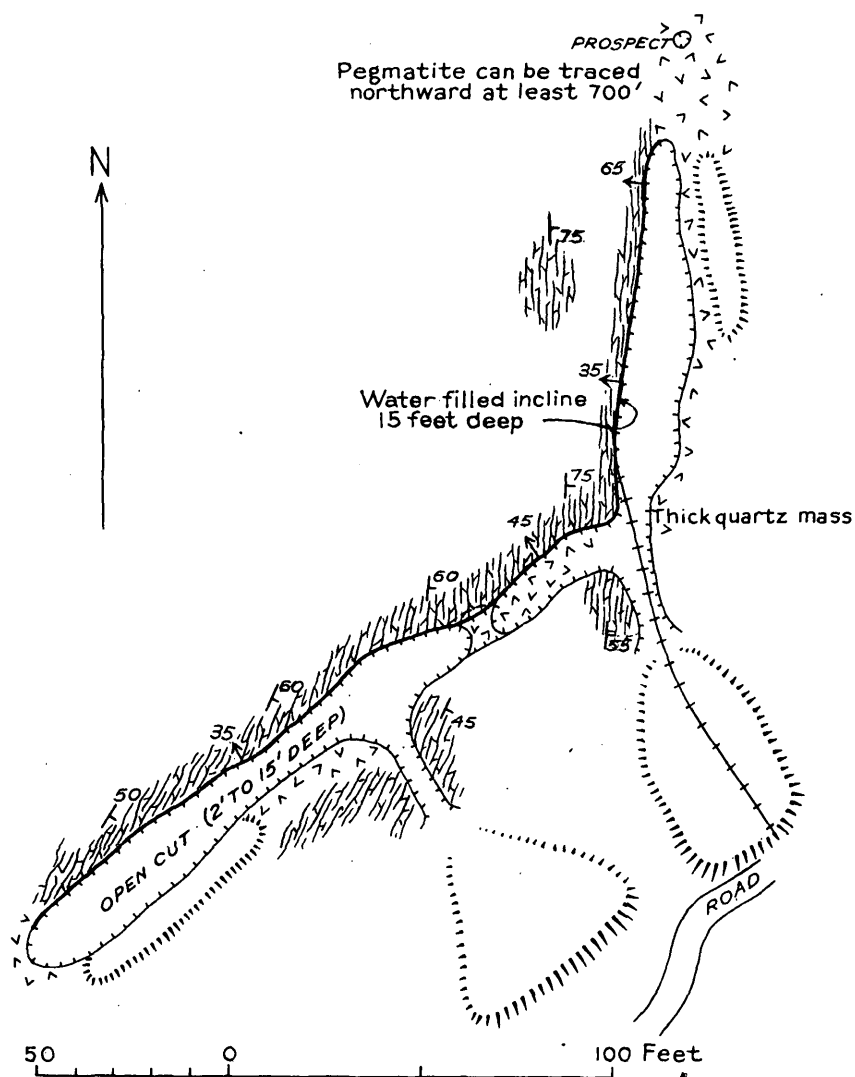 PROSPECT
Pegmatite can be traced
northward at least 700'
N
65
75
35
Water filled incline
15 feet deep
75
Thick quartz mass
45
60
55
60
35
45
50
OPEN CUT (2' TO 15' DEEP)
ROAD
50 0 100 Feet